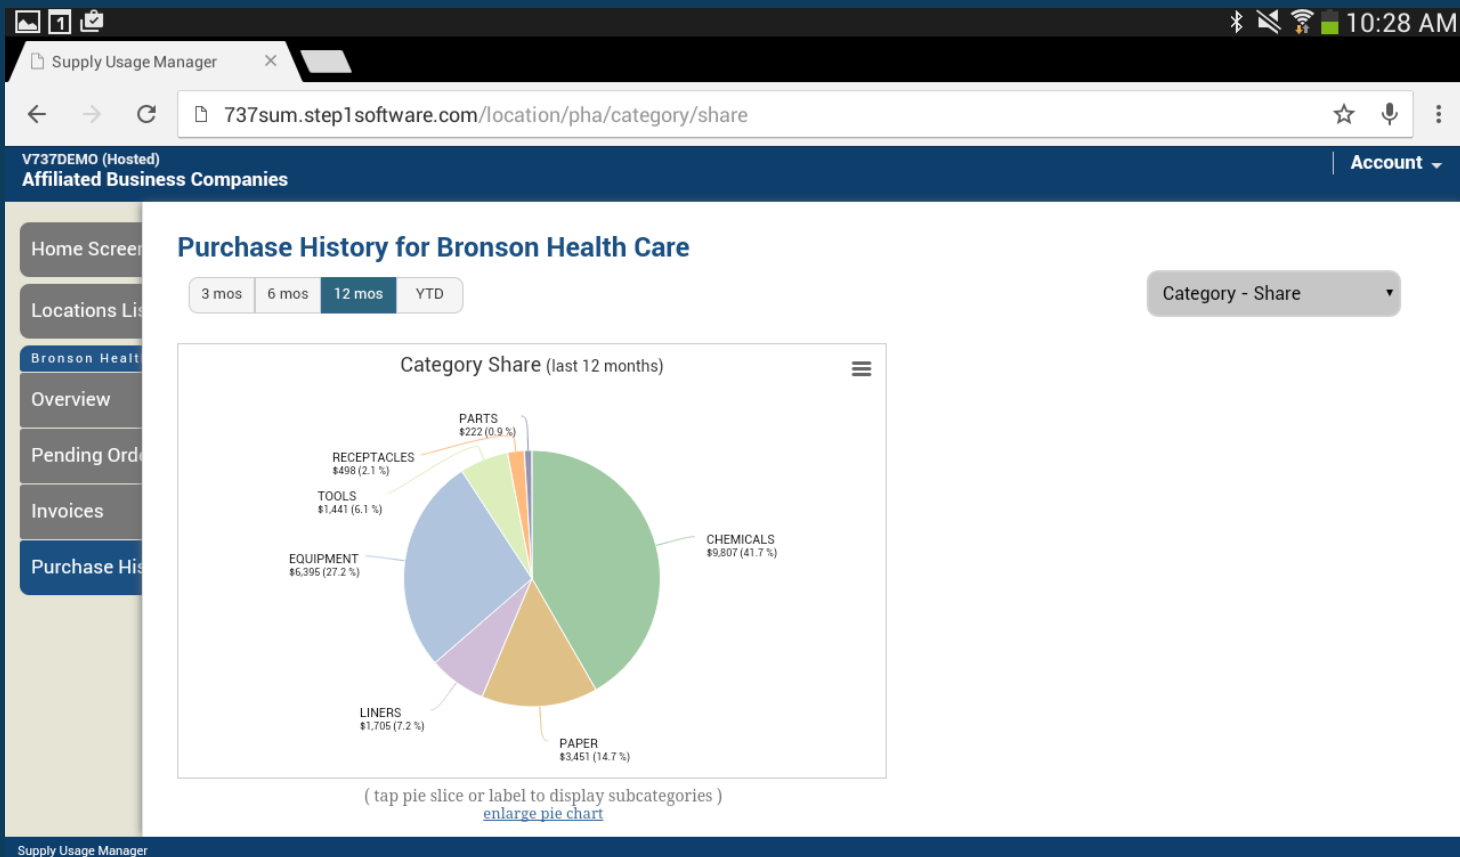 1
10:28 AM
Supply Usage Manager
737sum.step1software.com/location/pha/category/share
V737DEMO (Hosted)
Affiliated Business Companies
Account
Home Screen
Locations Lis
Bronson Healt
Overview
Pending Orde
Invoices
Purchase His
Purchase History for Bronson Health Care
3 mos
6 mos
12 mos
YTD
Category - Share
Category Share (last 12 months)
PARTS
$222 (0.9 %)
RECEPTACLES
$498 (2.1 %)
TOOLS
$1,441 (6.1 %)
EQUIPMENT
$6,395 (27.2 %)
CHEMICALS
$9,807 (41.7 %)
LINERS
$1,705 (7.2 %)
PAPER
$3,451 (14.7 %)
( tap pie slice or label to display subcategories )
enlarge pie chart
Supply Usage Manager